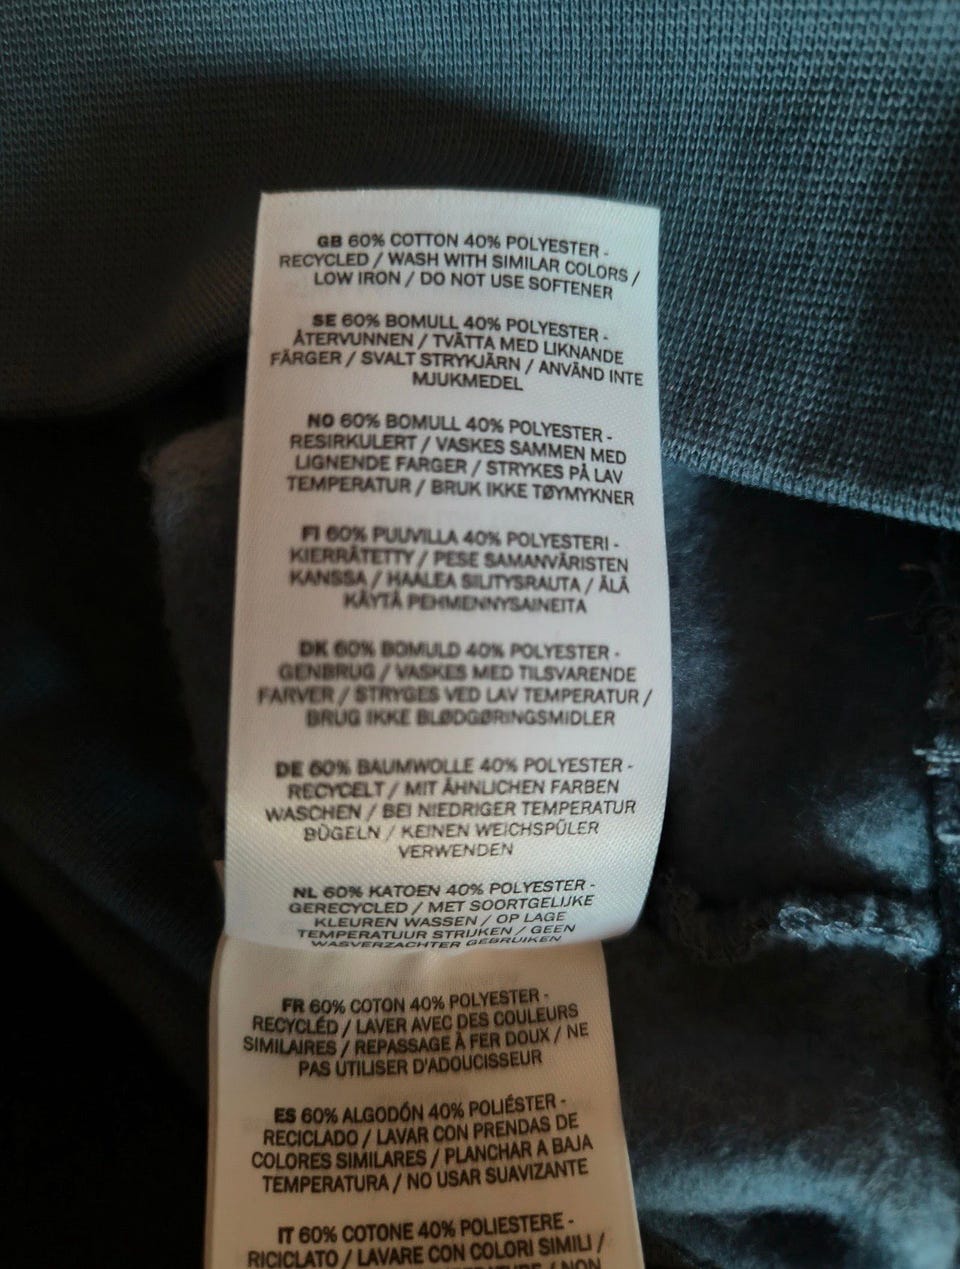 GB 60% COTTON 40% POLYESTER -
RECYCLED / WASH WITH SIMILAR COLORS /
LOW IRON / DO NOT USE SOFTENER
SE 60% BOMULL 40% POLYESTER -
ÅTERVUNNEN / TVÄTTA MED LIKNANDE
FÄRGER / SVALT STRYKJÄRN / ANVÄND INTE
MJUKMEDEL
NO 60% BOMULL 40% POLYESTER -
RESIRKULERT / VASKES SAMMEN MED
LIGNENDE FARGER / STRYKES PÅ LAV
TEMPERATUR / BRUK IKKE TØYMYKNER
FI 60% PUUVILLA 40% POLYESTERI -
KIERRÄTETTY / PESE SAMANVÄRISTEN
KANSSA / HAALEA SILITYSRAUTA / ÄLÄ
KÄYTÄ PEHMENNYSAINEITA
DK 60% BOMULD 40% POLYESTER -
GENBRUG / VASKES MED TILSVARENDE
FARVER / STRYGES VED LAV TEMPERATUR /
BRUG IKKE BLØDGØRINGSMIDLER
DE 60% BAUMWOLLE 40% POLYESTER -
RECYCELT / MIT ÄHNLICHEN FARBEN
WASCHEN / BEI NIEDRIGER TEMPERATUR
BÜGELN / KEINEN WEICHSPÜLER
VERWENDEN
NL 60% KATOEN 40% POLYESTER -
GERECYCLED / MET SOORTGELIJKE
KLEUREN WASSEN / OP LAGE
TEMPERATUUR STRIJKEN / GEEN
WASVERZACHTER GEBRUIKEN
FR 60% COTON 40% POLYESTER -
RECYCLÉD / LAVER AVEC DES COULEURS
SIMILAIRES / REPASSAGE À FER DOUX / NE
PAS UTILISER D'ADOUCISSEUR
ES 60% ALGODÓN 40% POLIÉSTER -
RECICLADO / LAVAR CON PRENDAS DE
COLORES SIMILARES / PLANCHAR A BAJA
TEMPERATURA / NO USAR SUAVIZANTE
IT 60% COTONE 40% POLIESTERE -
RICICLATO / LAVARE CON COLORI SIMILI /
/ NON